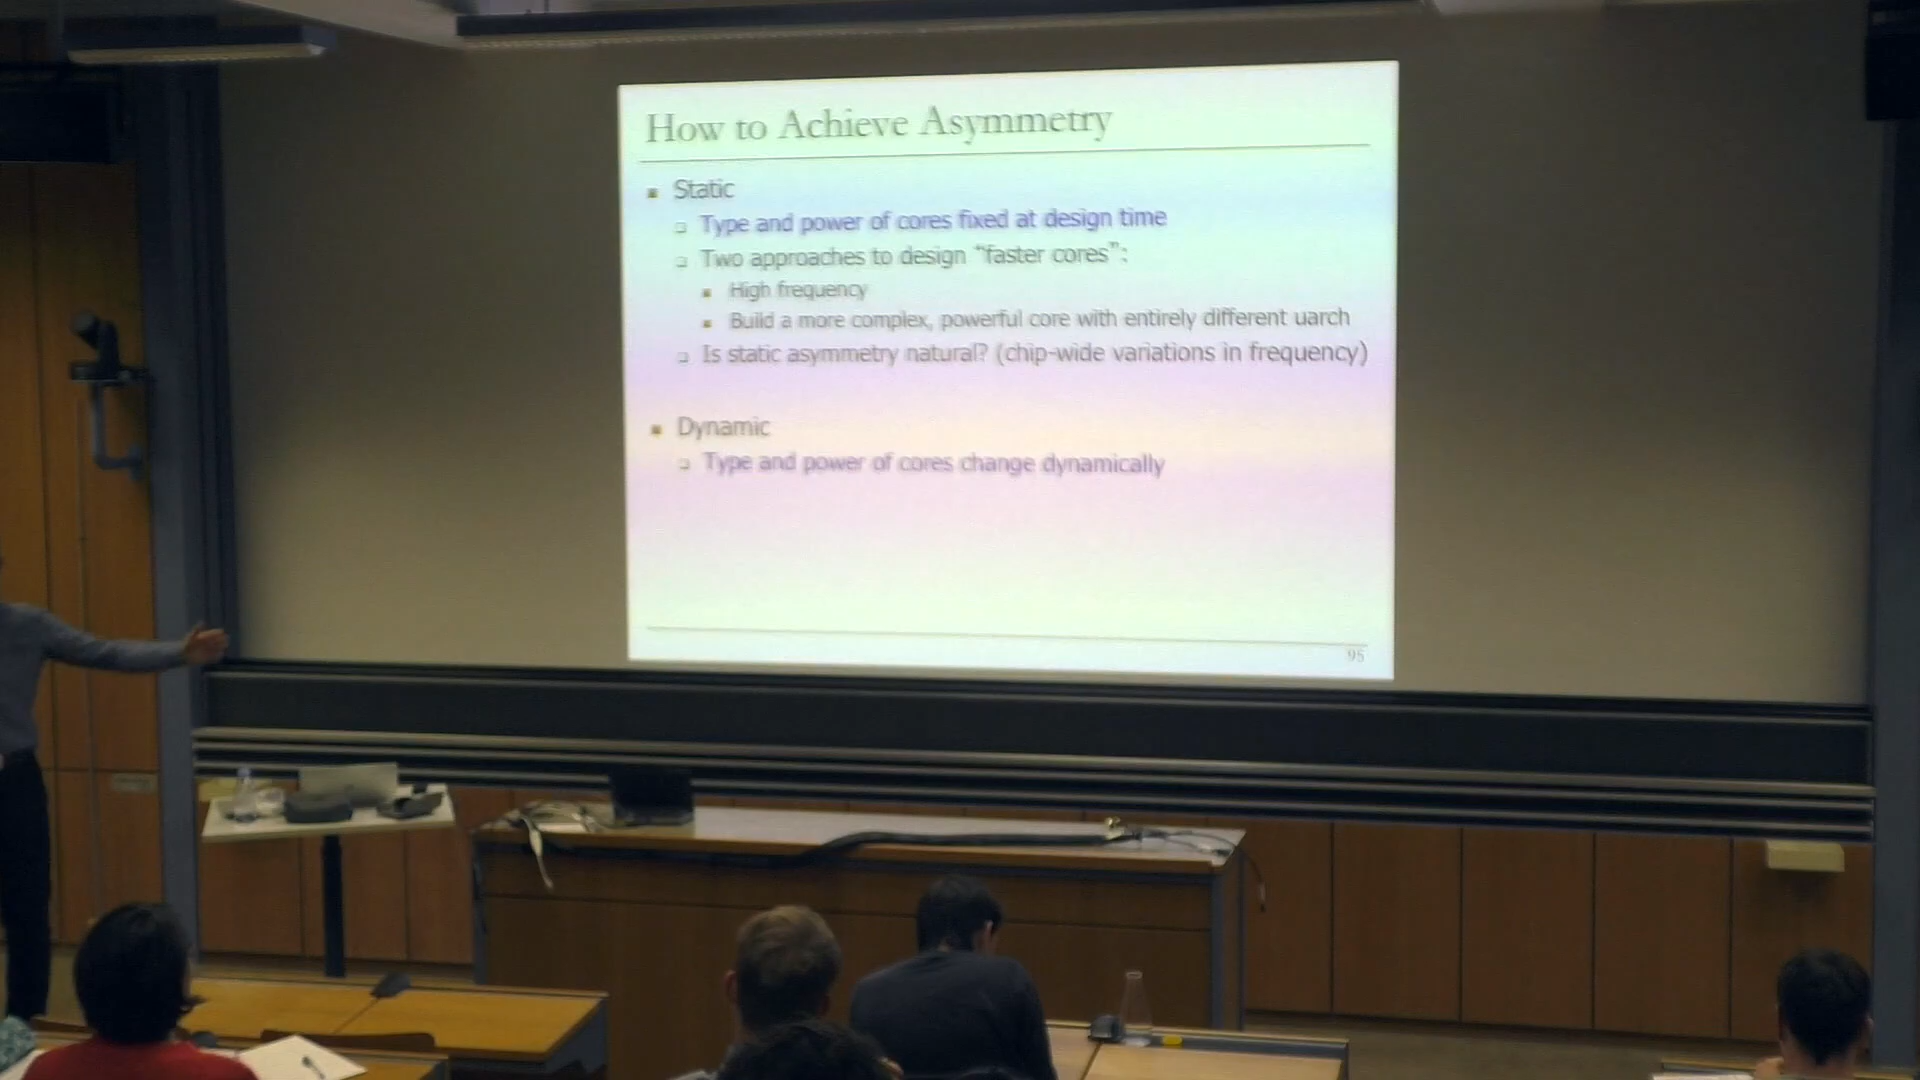 How to Achieve Asymmetry
Static
Type and power of cores fixed at design time
Two approaches to design “faster cores”:
High frequency
Build a more complex, powerful core with entirely different uarch
Is static asymmetry natural? (chip-wide variations in frequency)
Dynamic
Type and power of cores change dynamically
95